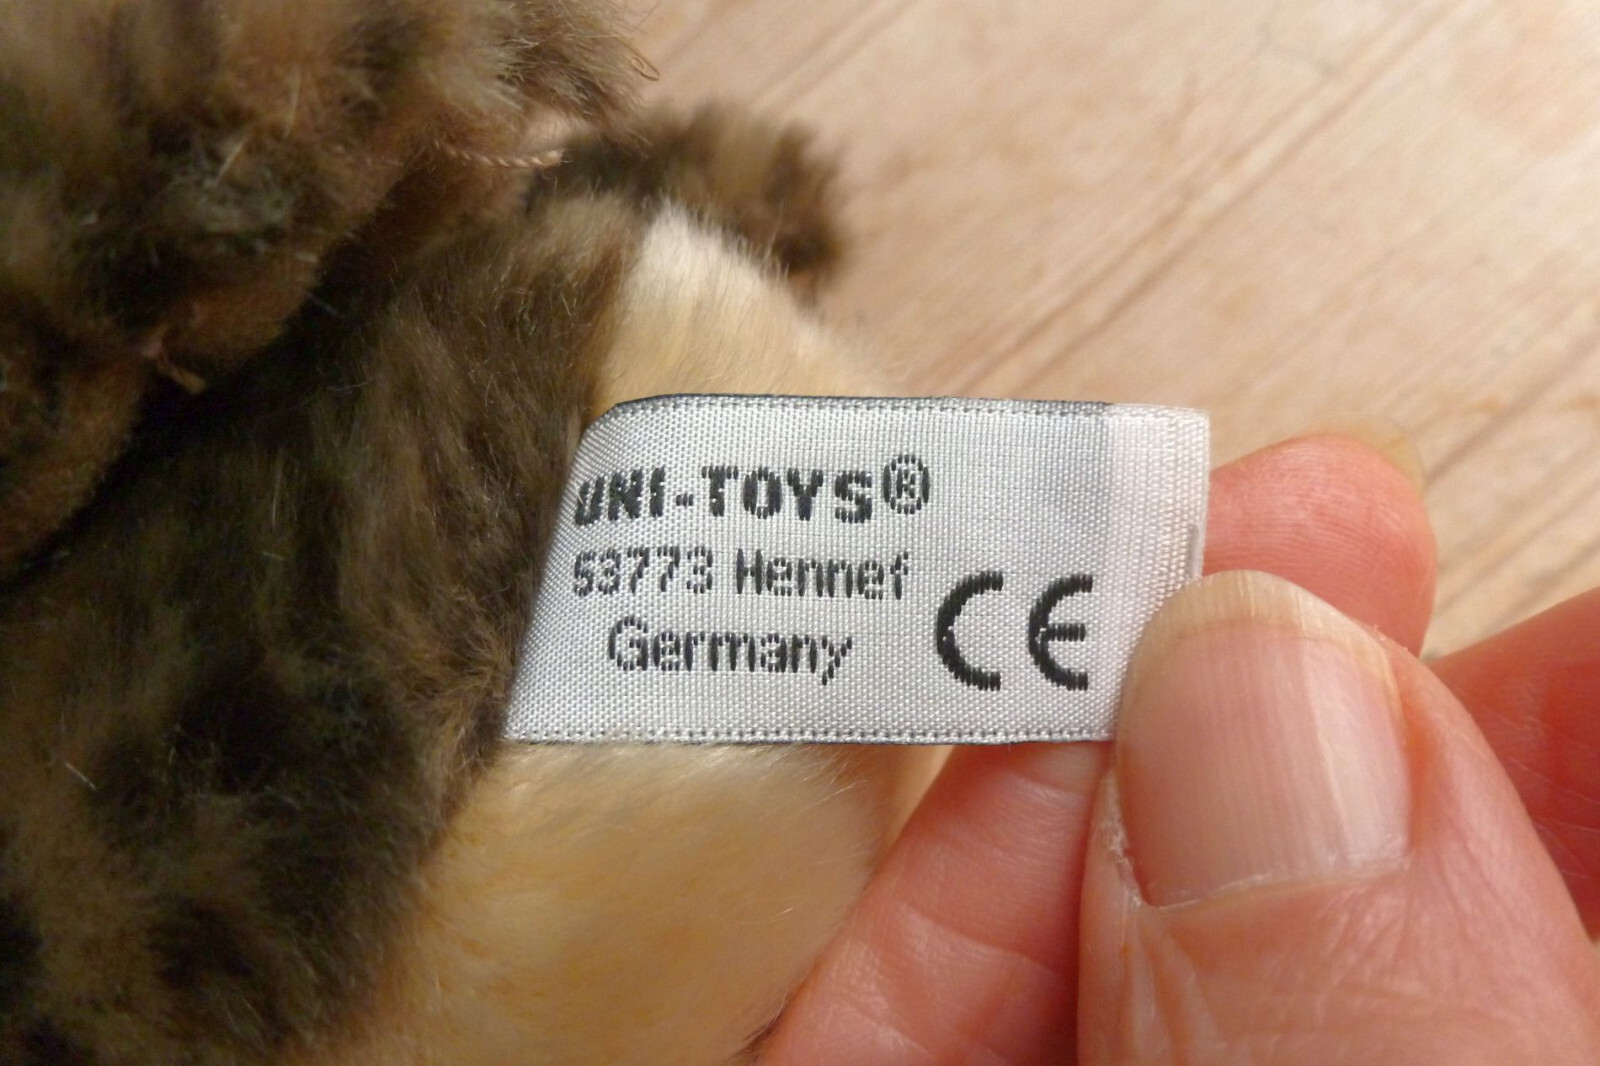 UNI-TOYS®
53773 Hennef
Germany
CE